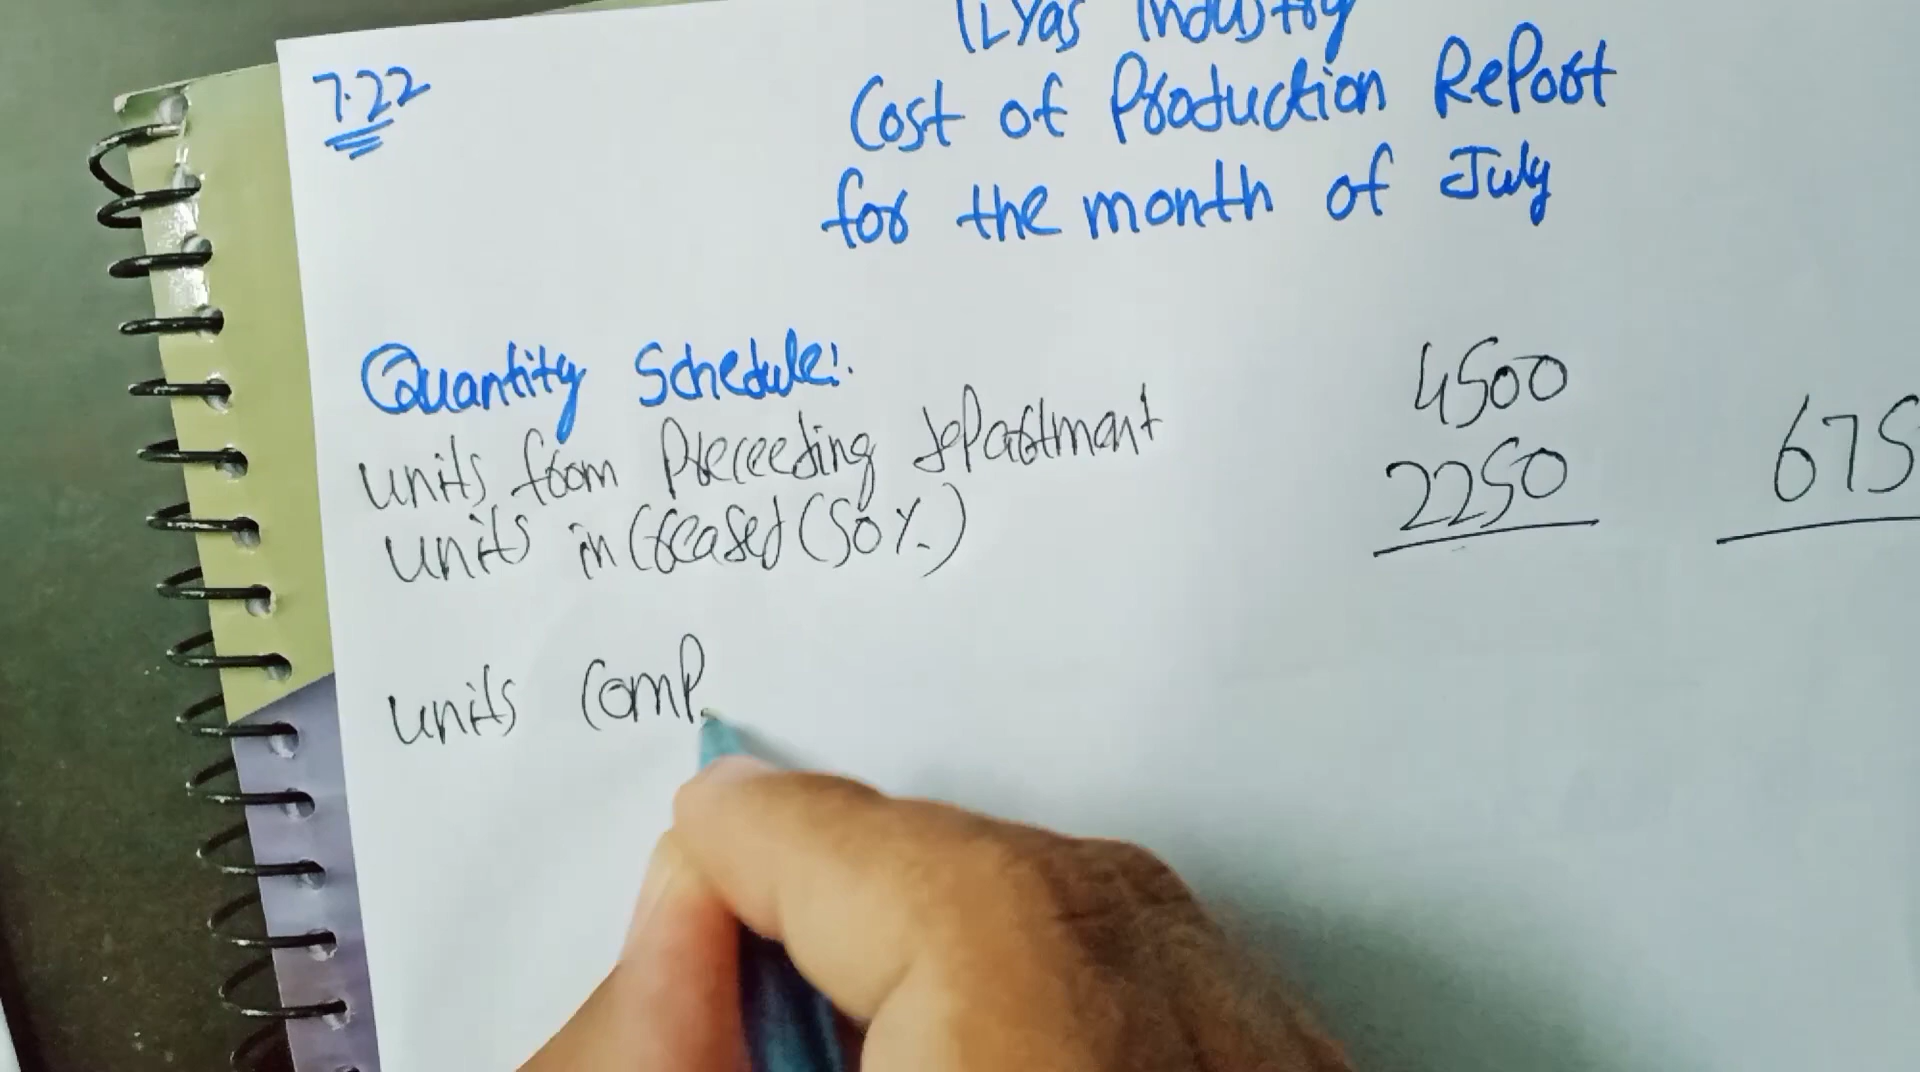 ILyas Industry
7.22
Cost of Production Report
for the month of July
Quantity Schedule:
units from Preceeding department 4500
units increased (50%) 2250 675
units comp